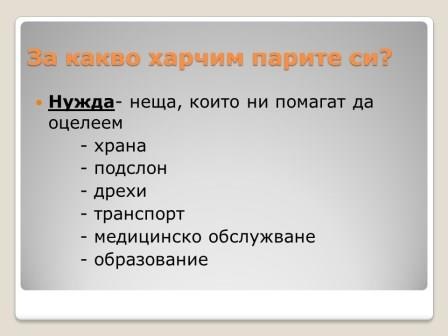 За какво харчим парите си?
• Нужда- неща, които ни помагат да
оцелеем
- храна
- подслон
- дрехи
- транспорт
- медицинско обслужване
- образование